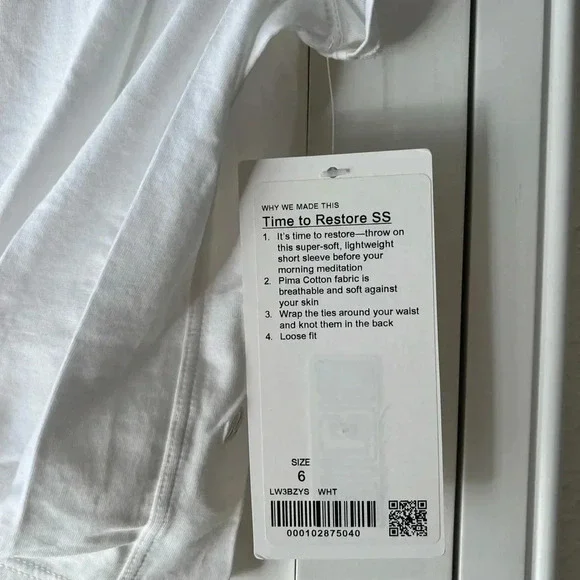 WHY WE MADE THIS
Time to Restore SS
1. It's time to restore—throw on
this super-soft, lightweight
short sleeve before your
morning meditation
2. Pima Cotton fabric is
breathable and soft against
your skin
3. Wrap the ties around your waist
and knot them in the back
4. Loose fit
SIZE
6
LW3BZYS WHT
000102875040